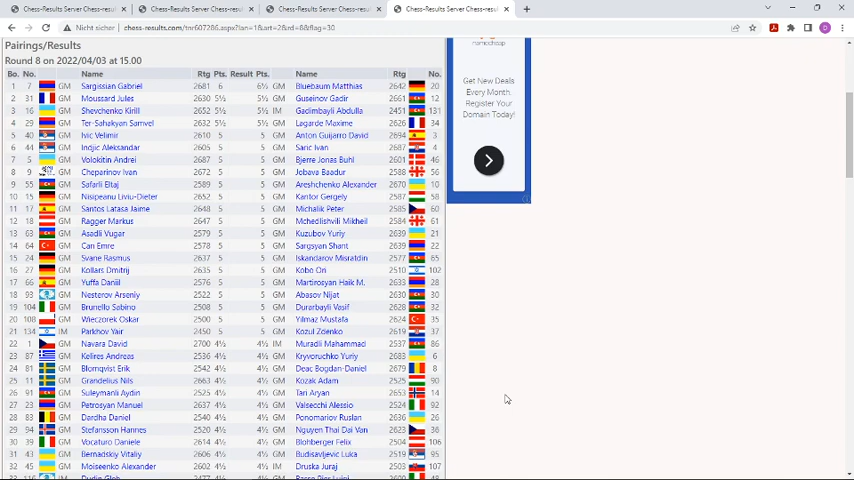 Chess-Results Server Chess-resul
Chess-Results Server Chess-resul
Chess-Results Server Chess-resul
Chess-Results Server Chess-resul
Nicht sicher | chess-results.com/tnr607286.aspx?lan=1&art=2&rd=8&flag=30
D
Pairings/Results
Round 8 on 2022/04/03 at 15.00
Bo. No. Name Rtg Pts. Result Pts. Name Rtg No.
1 7 GM Sargissian Gabriel 2681 6 6½ GM Bluebaum Matthias 2642 20
2 31 GM Moussard Jules 2630 5½ 5½ GM Guseinov Gadir 2661 12
3 16 GM Shevchenko Kirill 2652 5½ 5½ IM Gadimbayli Abdulla 2451 131
4 29 GM Ter-Sahakyan Samvel 2632 5½ 5½ GM Lagarde Maxime 2626 34
5 40 GM Ivic Velimir 2610 5 5 GM Anton Guijarro David 2694 3
6 44 GM Indjic Aleksandar 2605 5 5 GM Saric Ivan 2687 4
7 5 GM Volokitin Andrei 2687 5 5 GM Bjerre Jonas Buhl 2601 46
8 9 GM Cheparinov Ivan 2672 5 5 GM Jobava Baadur 2588 56
9 55 GM Safarli Eltaj 2589 5 5 GM Areshchenko Alexander 2670 10
10 15 GM Nisipeanu Liviu-Dieter 2652 5 5 GM Kantor Gergely 2587 58
11 17 GM Santos Latasa Jaime 2648 5 5 GM Michalik Peter 2585 60
12 18 GM Ragger Markus 2647 5 5 GM Mchedlishvili Mikheil 2584 61
13 63 GM Asadli Vugar 2579 5 5 GM Kuzubov Yuriy 2639 21
14 64 GM Can Emre 2578 5 5 GM Sargsyan Shant 2639 22
15 24 GM Svane Rasmus 2637 5 5 GM Iskandarov Misratdin 2577 65
16 27 GM Kollars Dmitrij 2635 5 5 GM Kobo Ori 2510 102
17 66 GM Yuffa Daniil 2576 5 5 GM Martirosyan Haik M. 2633 28
18 93 GM Nesterov Arseniy 2522 5 5 GM Abasov Nijat 2630 30
19 104 GM Brunello Sabino 2508 5 5 GM Durarbayli Vasif 2628 32
20 108 GM Wieczorek Oskar 2500 5 5 GM Yilmaz Mustafa 2624 35
21 134 IM Parkhov Yair 2450 5 5 GM Kozul Zdenko 2619 37
22 1 GM Navara David 2700 4½ 4½ IM Muradli Mahammad 2537 86
23 87 GM Kelires Andreas 2536 4½ 4½ GM Kryvoruchko Yuriy 2683 6
24 81 GM Blomqvist Erik 2542 4½ 4½ GM Deac Bogdan-Daniel 2679 8
25 11 GM Grandelius Nils 2663 4½ 4½ GM Kozak Adam 2525 90
26 91 GM Suleymanli Aydin 2525 4½ 4½ GM Tari Aryan 2653 14
27 23 GM Petrosyan Manuel 2637 4½ 4½ GM Valsecchi Alessio 2524 92
28 83 GM Dardha Daniel 2540 4½ 4½ GM Ponomariov Ruslan 2636 26
29 94 GM Stefansson Hannes 2520 4½ 4½ GM Nguyen Thai Dai Van 2623 36
30 39 GM Vocaturo Daniele 2614 4½ 4½ GM Blohberger Felix 2504 106
31 43 GM Bernadskiy Vitaliy 2606 4½ 4½ GM Budisavljevic Luka 2519 95
32 45 GM Moiseenko Alexander 2602 4½ 4½ IM Druska Juraj 2503 107
namecheap
Get New Deals
Every Month.
Register Your
Domain Today!